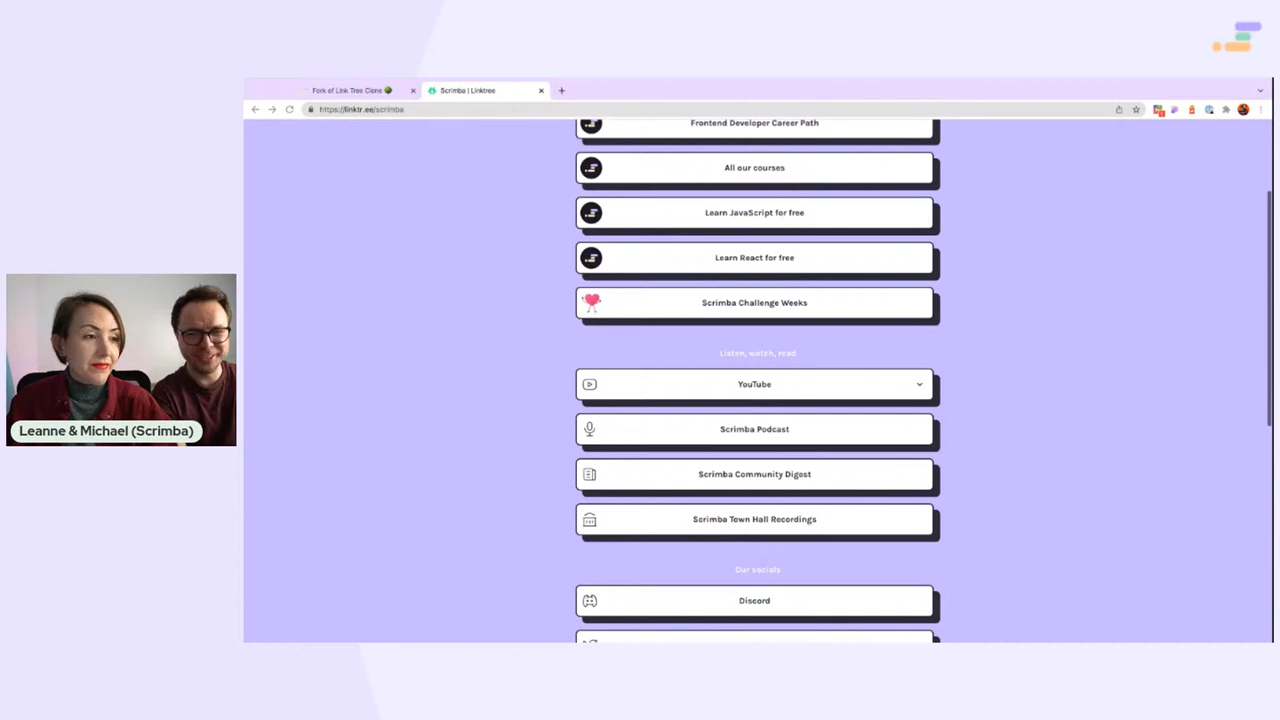 Fork of Link Tree Clone
Scrimba | Linktree
https://linktr.ee/scrimba
Frontend Developer Career Path
All our courses
Learn JavaScript for free
Learn React for free
Scrimba Challenge Weeks
Listen, watch, read
YouTube
Scrimba Podcast
Scrimba Community Digest
Scrimba Town Hall Recordings
Our socials
Discord
Leanne & Michael (Scrimba)